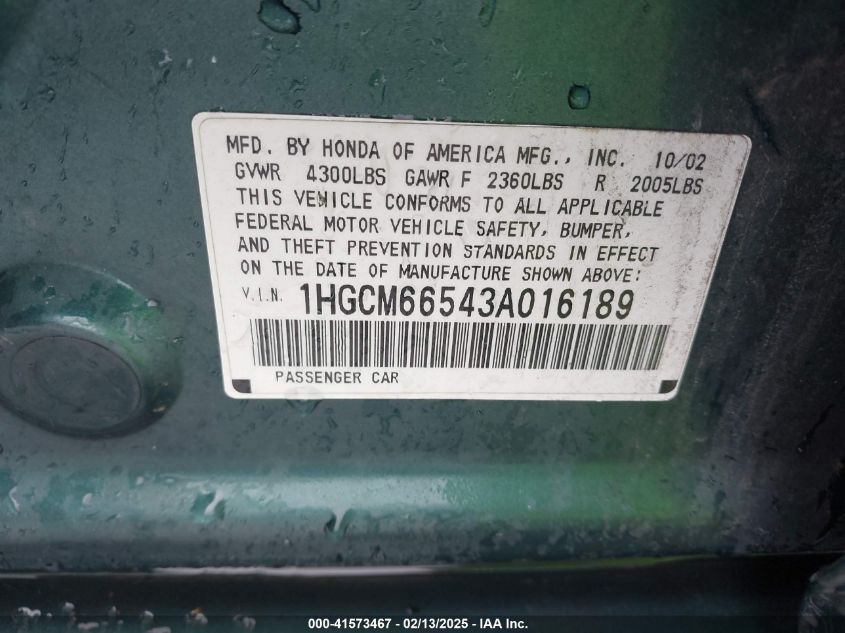 MFD. BY HONDA OF AMERICA MFG., INC. 10/02
GVWR 4300LBS GAWR F 2360LBS R 2005LBS
THIS VEHICLE CONFORMS TO ALL APPLICABLE
FEDERAL MOTOR VEHICLE SAFETY, BUMPER,
AND THEFT PREVENTION STANDARDS IN EFFECT
ON THE DATE OF MANUFACTURE SHOWN ABOVE:
V.I.N. 1HGCM66543A016189
PASSENGER CAR
000-41573467 - 02/13/2025 - IAA Inc.